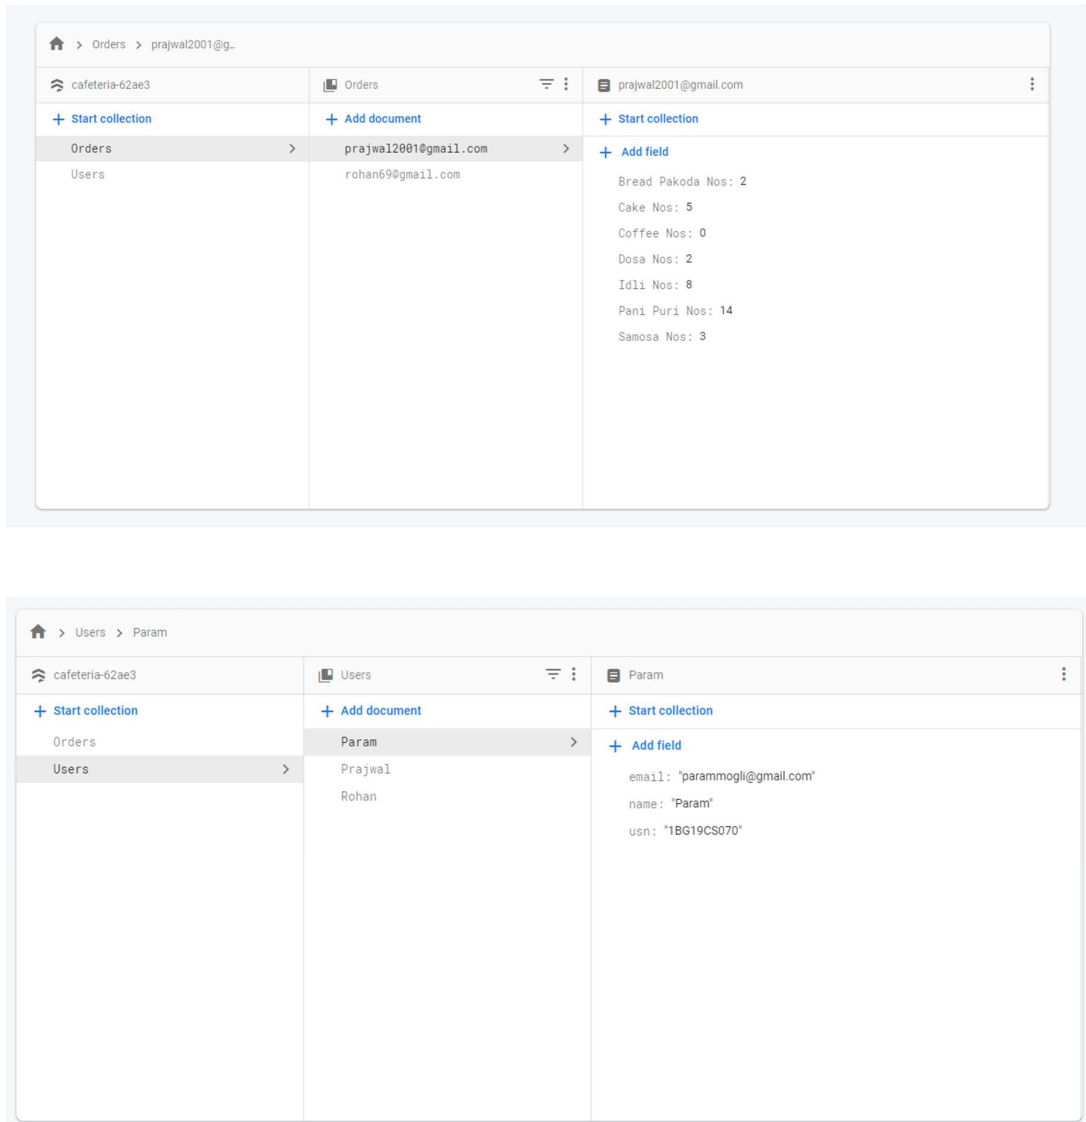 Orders > prajwal2001@g...
cafeteria-62ae3
Orders
prajwal2001@gmail.com
+ Start collection
+ Add document
+ Start collection
Orders >
prajwal2001@gmail.com >
+ Add field
Users
rohan69@gmail.com
Bread Pakoda Nos: 2
Cake Nos: 5
Coffee Nos: 0
Dosa Nos: 2
Idli Nos: 8
Pani Puri Nos: 14
Samosa Nos: 3
> Users > Param
cafeteria-62ae3
Users
Param
+ Start collection
+ Add document
+ Start collection
Orders
Param >
+ Add field
Users >
Prajwal
Rohan
email: "parammogli@gmail.com"
name: "Param"
usn: "1BG19CS070"